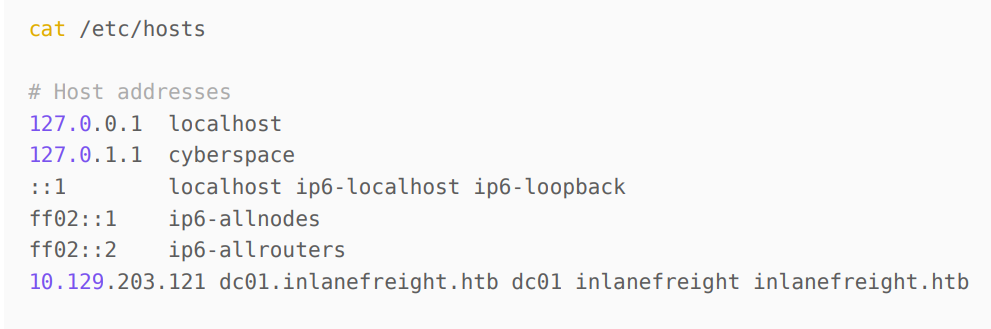 cat /etc/hosts
# Host addresses
127.0.0.1 localhost
127.0.1.1 cyberspace
::1 localhost ip6-localhost ip6-loopback
ff02::1 ip6-allnodes
ff02::2 ip6-allrouters
10.129.203.121 dc01.inlanefreight.htb dc01 inlanefreight inlanefreight.htb